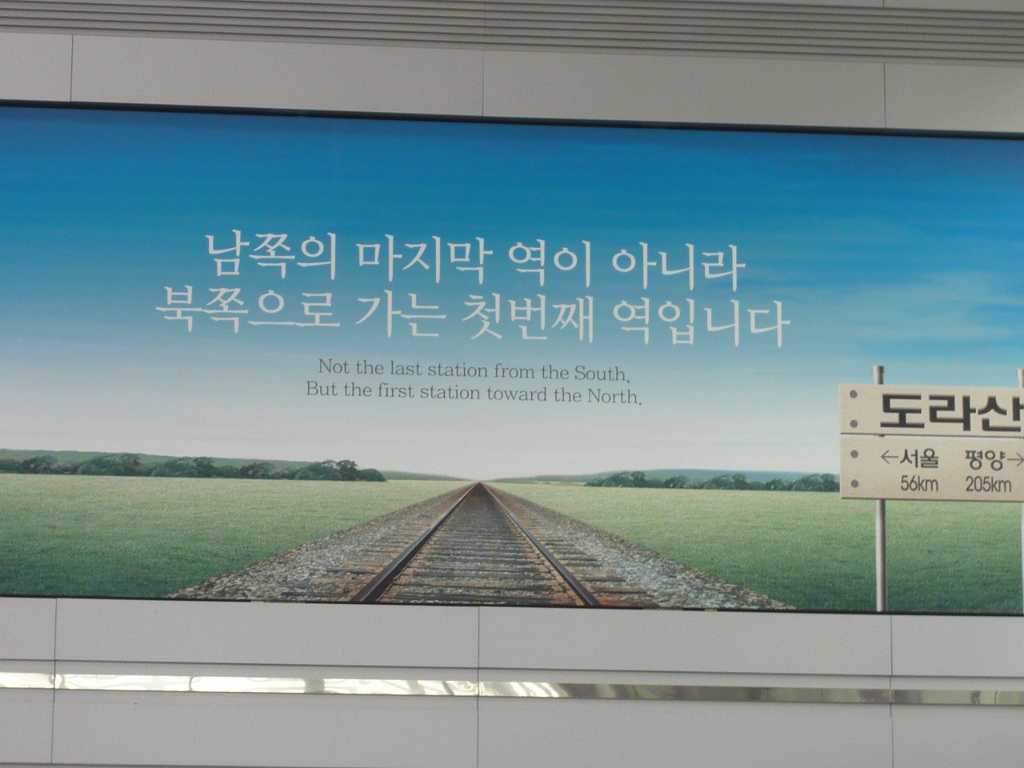 남쪽의 마지막 역이 아니라
북쪽으로 가는 첫번째 역입니다
Not the last station from the South,
But the first station toward the North.
도라산
←서울 평양→
56km 205km